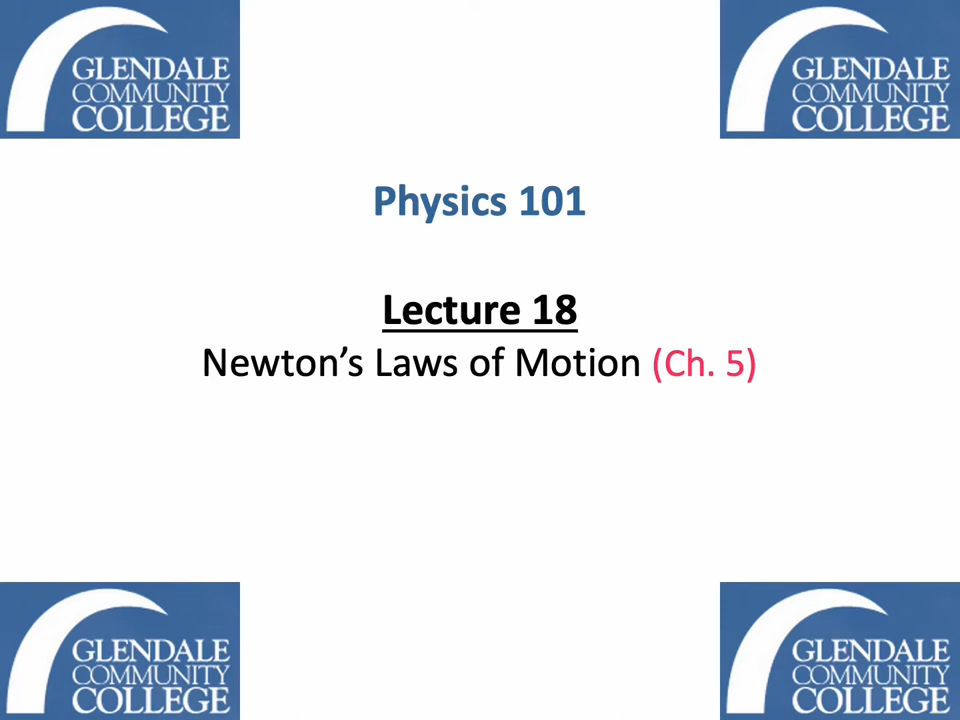 GLENDALE
COMMUNITY
COLLEGE
GLENDALE
COMMUNITY
COLLEGE
Physics 101
Lecture 18
Newton’s Laws of Motion (Ch. 5)
GLENDALE
COMMUNITY
COLLEGE
GLENDALE
COMMUNITY
COLLEGE